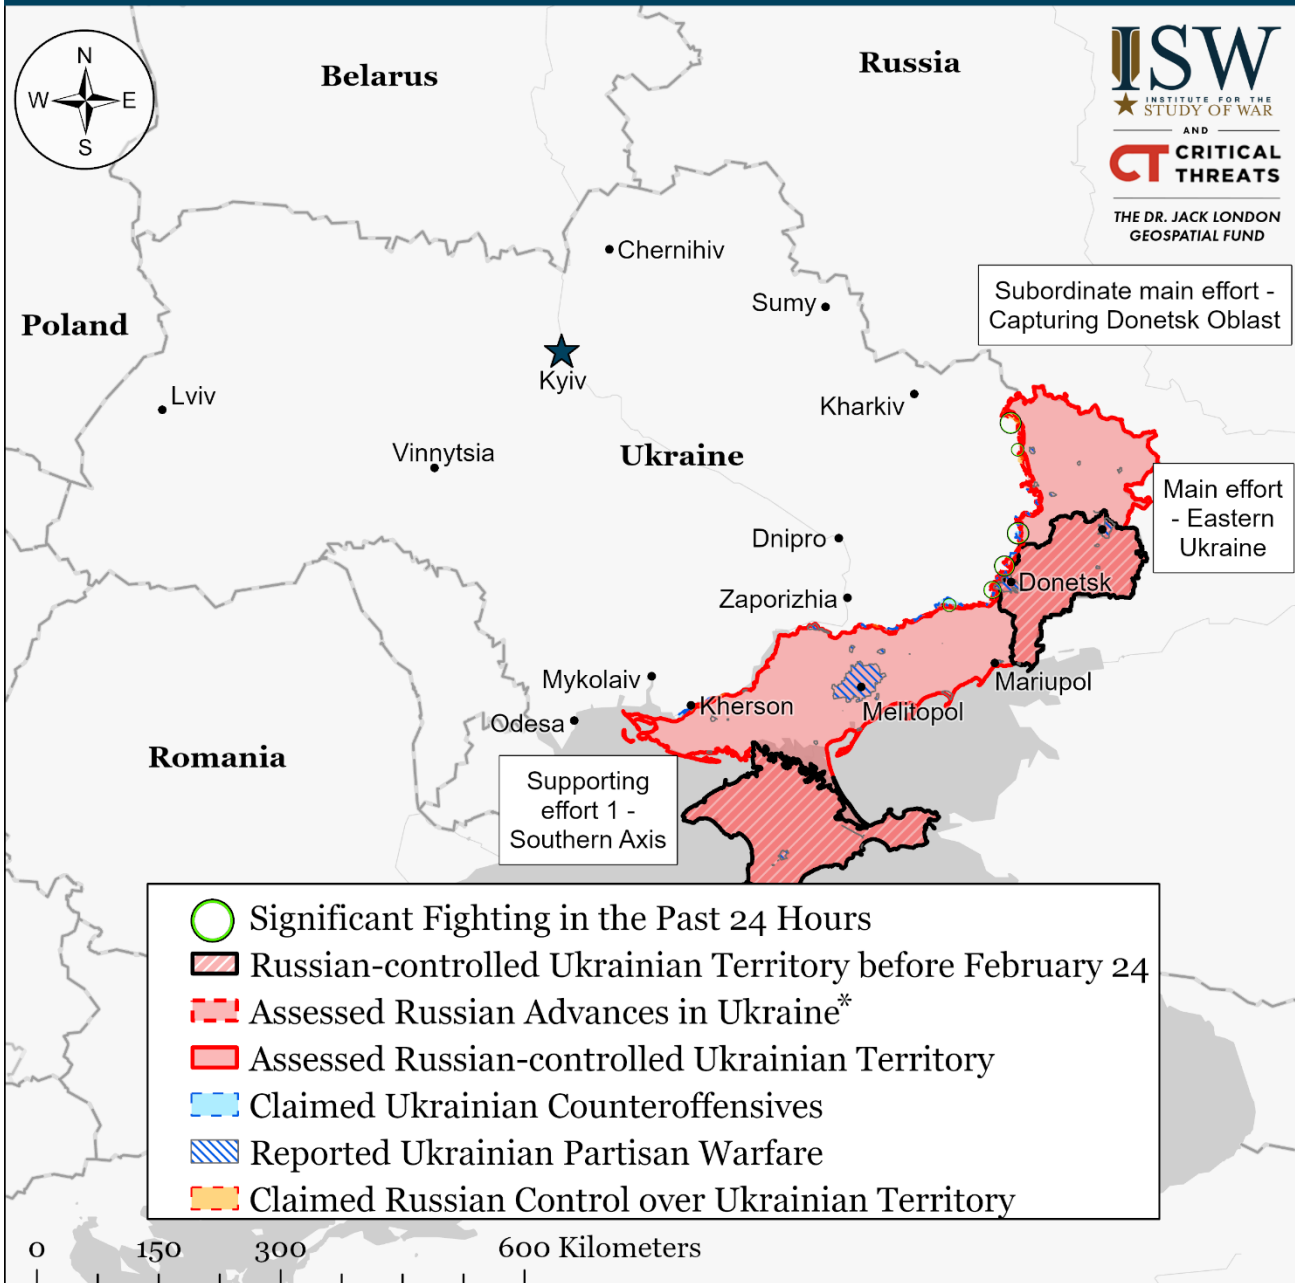 N
W
E
S
Belarus
Russia
ISW
INSTITUTE FOR THE
STUDY OF WAR
AND
CT CRITICAL
THREATS
THE DR. JACK LONDON
GEOSPATIAL FUND
Chernihiv
Sumy
Subordinate main effort -
Capturing Donetsk Oblast
Poland
Kyiv
Lviv
Kharkiv
Vinnytsia
Ukraine
Main effort
- Eastern
Ukraine
Dnipro
Donetsk
Zaporizhia
Mykolaiv
Mariupol
Kherson
Melitopol
Odesa
Romania
Supporting
effort 1 -
Southern Axis
Significant Fighting in the Past 24 Hours
Russian-controlled Ukrainian Territory before February 24
Assessed Russian Advances in Ukraine*
Assessed Russian-controlled Ukrainian Territory
Claimed Ukrainian Counteroffensives
Reported Ukrainian Partisan Warfare
Claimed Russian Control over Ukrainian Territory
0 150 300 600 Kilometers